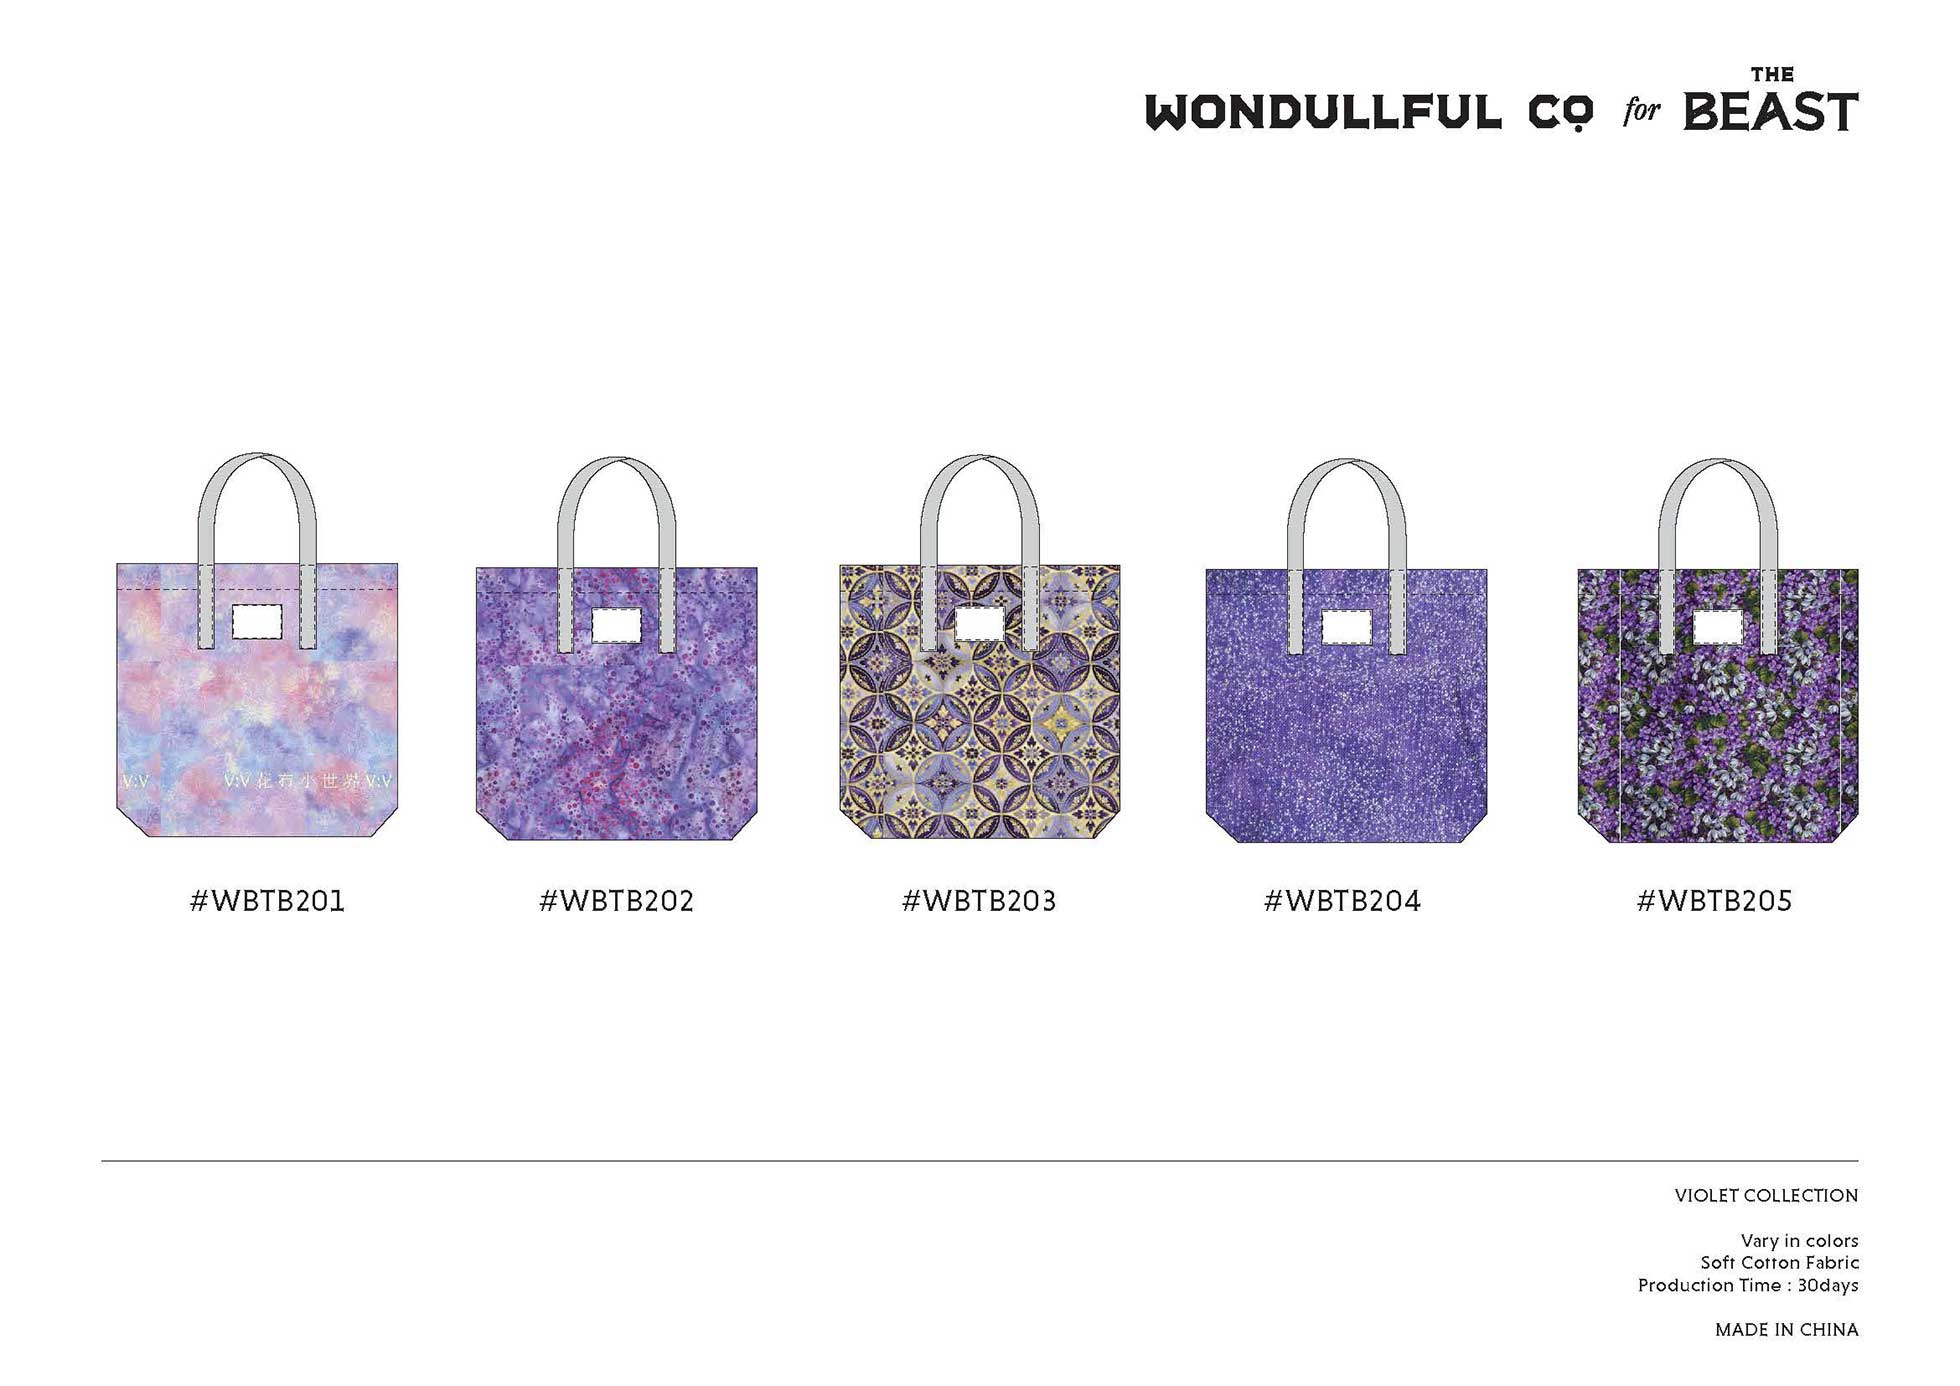 WONDULLFUL CO for THE BEAST
V:V V:V 花有小世界 V:V
#WBTB201 #WBTB202 #WBTB203 #WBTB204 #WBTB205
VIOLET COLLECTION
Vary in colors
Soft Cotton Fabric
Production Time : 30days
MADE IN CHINA